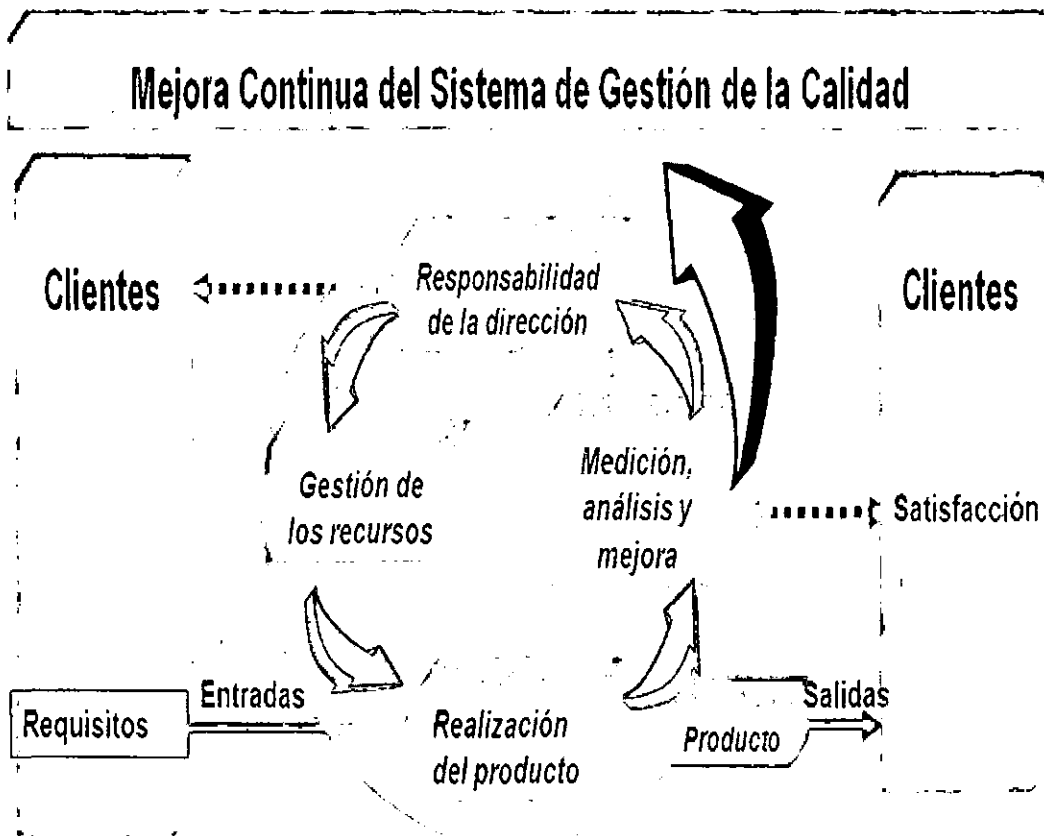 Mejora Continua del Sistema de Gestión de la Calidad
Clientes
Responsabilidad
de la dirección
Clientes
Gestión de
los recursos
Medición,
análisis y
mejora
Satisfacción
Requisitos
Entradas
Realización
del producto
Producto
Salidas